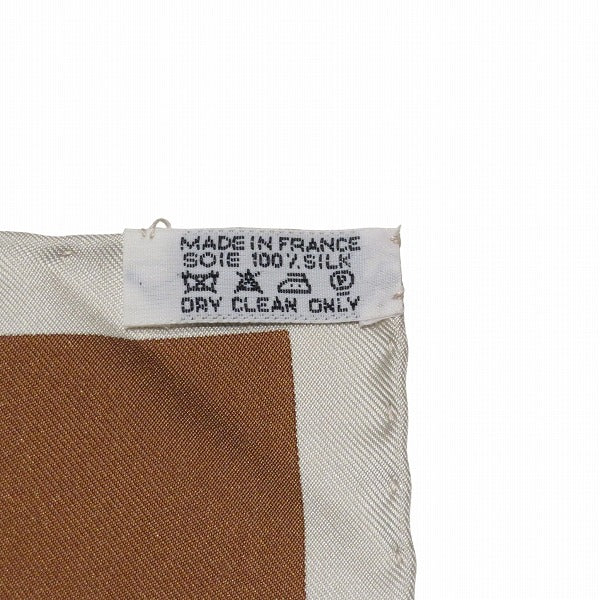 MADE IN FRANCE
SOIE 100% SILK
P
DRY CLEAN ONLY